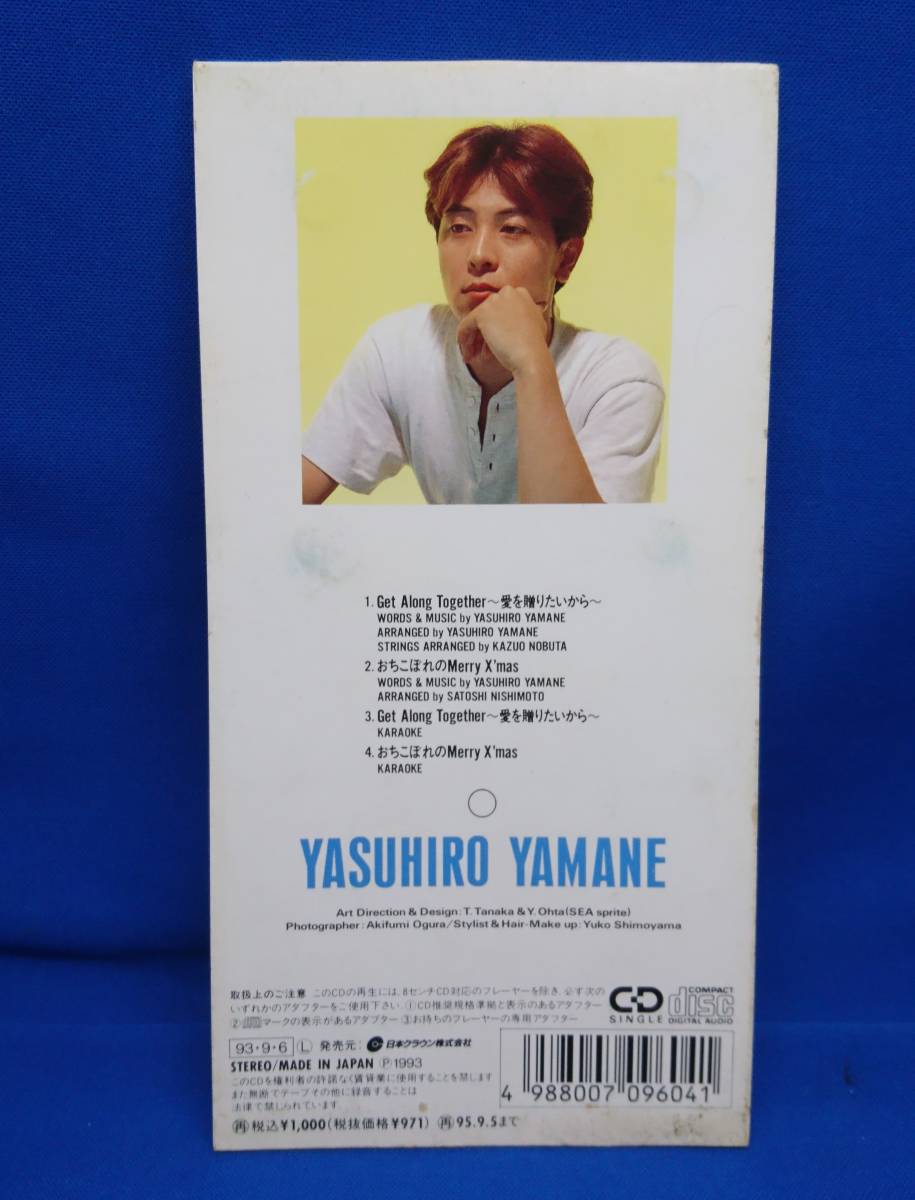 1. Get Along Together〜愛を贈りたいから〜
WORDS & MUSIC by YASUHIRO YAMANE
ARRANGED by YASUHIRO YAMANE
STRINGS ARRANGED by KAZUO NOBUTA
2. おちこぼれのMerry X'mas
WORDS & MUSIC by YASUHIRO YAMANE
ARRANGED by SATOSHI NISHIMOTO
3. Get Along Together〜愛を贈りたいから〜
KARAOKE
4. おちこぼれのMerry X'mas
KARAOKE
YASUHIRO YAMANE
Art Direction & Design : T. Tanaka & Y. Ohta (SEA sprite)
Photographer : Akifumi Ogura / Stylist & Hair-Make up : Yuko Shimoyama
取扱上のご注意 このCDの再生には、8センチCD対応のプレーヤーを除き、必ず次の
いずれかのアダプターをご使用下さい。①CD推奨規格準拠と表示のあるアダプター
②マークの表示があるアダプター ③お持ちのプレーヤーの専用アダプター
CD SINGLE
COMPACT disc DIGITAL AUDIO
93・9・6 Ⓛ 発売元: 日本クラウン株式会社
STEREO/MADE IN JAPAN Ⓟ1993
このCDを権利者の許諾なく賃貸業に使用することを禁じます
また無断でテープその他に録音することは
法律で禁じられています。
再 税込¥1,000(税抜価格¥971) 再 95.9.5まで
4 988007 096041